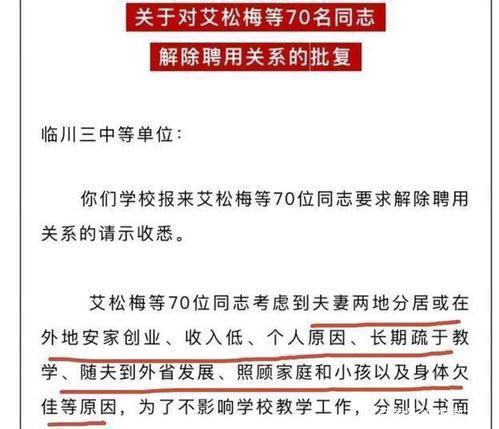 关于对艾松梅等70名同志
解除聘用关系的批复
临川三中等单位：
你们学校报来艾松梅等70位同志要求解除聘用
关系的请示收悉。
艾松梅等70位同志考虑到夫妻两地分居或在
外地安家创业、收入低、个人原因、长期疏于教
学、随夫到外省发展、照顾家庭和小孩以及身体欠
佳等原因，为了不影响学校教学工作，分别以书面